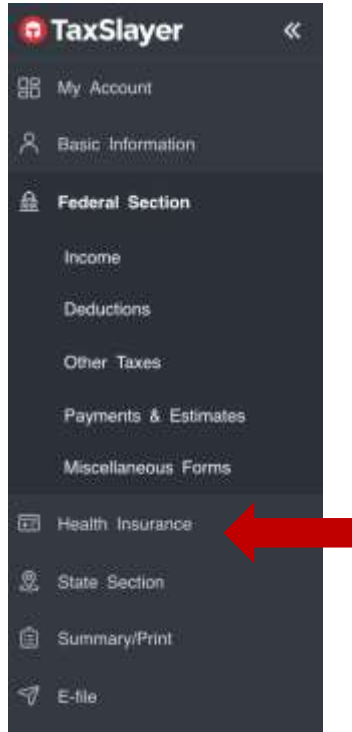 TaxSlayer «
My Account
Basic Information
Federal Section
Income
Deductions
Other Taxes
Payments & Estimates
Miscellaneous Forms
Health Insurance
State Section
Summary/Print
E-file